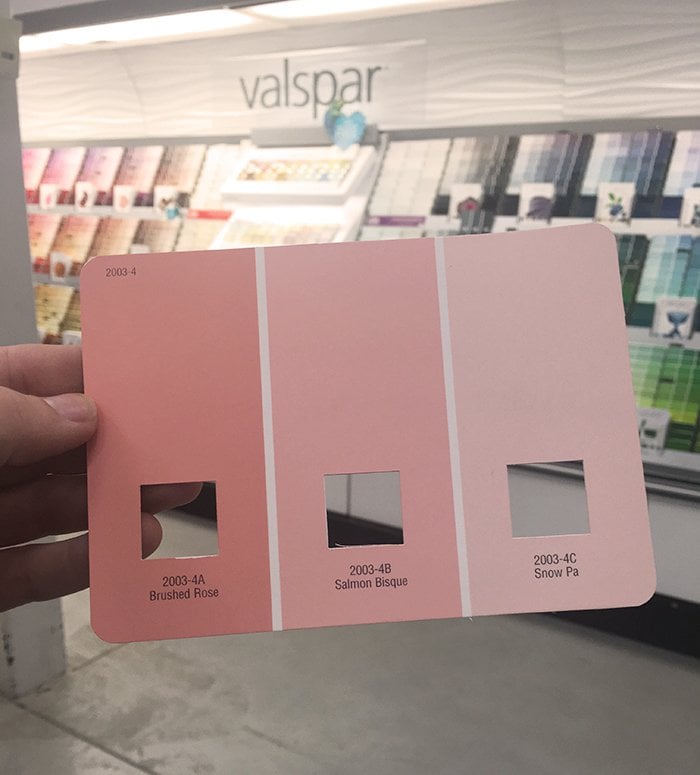 valspar
2003-4
2003-4A
Brushed Rose
2003-4B
Salmon Bisque
2003-4C
Snow Pa